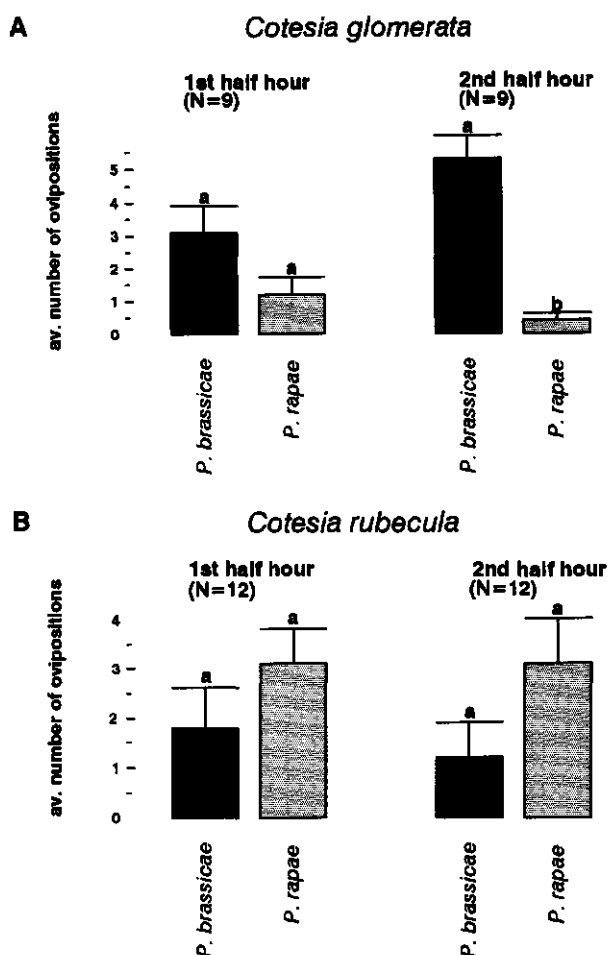 A
Cotesia glomerata
1st half hour
(N=9)
2nd half hour
(N=9)
av. number of ovipositions
5
4
3
2
1
0
a
a
a
b
P. brassicae
P. rapae
P. brassicae
P. rapae
B
Cotesia rubecula
1st half hour
(N=12)
2nd half hour
(N=12)
av. number of ovipositions
4
3
2
1
0
a
a
a
a
P. brassicae
P. rapae
P. brassicae
P. rapae